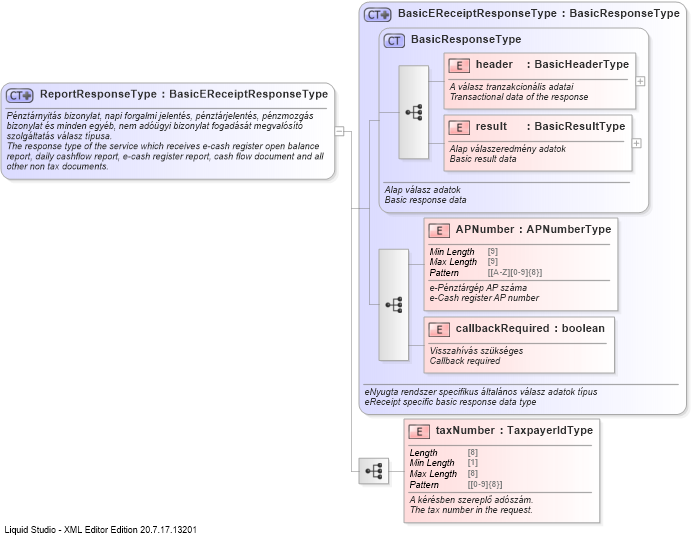 CT ReportResponseType : BasicEReceiptResponseType
Pénztárnyitás bizonylat, napi forgalmi jelentés, pénztárjelentés, pénzmozgás
bizonylat és minden egyéb, nem adóügyi bizonylat fogadását megvalósító
szolgáltatás válasz típusa.
The response type of the service which receives e-cash register open balance
report, daily cashflow report, e-cash register report, cash flow document and all
other non tax documents.
CT BasicEReceiptResponseType : BasicResponseType
CT BasicResponseType
E header : BasicHeaderType
A válasz tranzakcionális adatai
Transactional data of the response
E result : BasicResultType
Alap válaszeredmény adatok
Basic result data
Alap válasz adatok
Basic response data
E APNumber : APNumberType
Min Length [9]
Max Length [9]
Pattern [[A-Z][0-9]{8}]
e-Pénztárgép AP száma
e-Cash register AP number
E callbackRequired : boolean
Visszahívás szükséges
Callback required
eNyugta rendszer specifikus általános válasz adatok típus
eReceipt specific basic response data type
E taxNumber : TaxpayerIdType
Length [8]
Min Length [1]
Max Length [8]
Pattern [[0-9]{8}]
A kérésben szereplő adószám.
The tax number in the request.
Liquid Studio - XML Editor Edition 20.7.17.13201